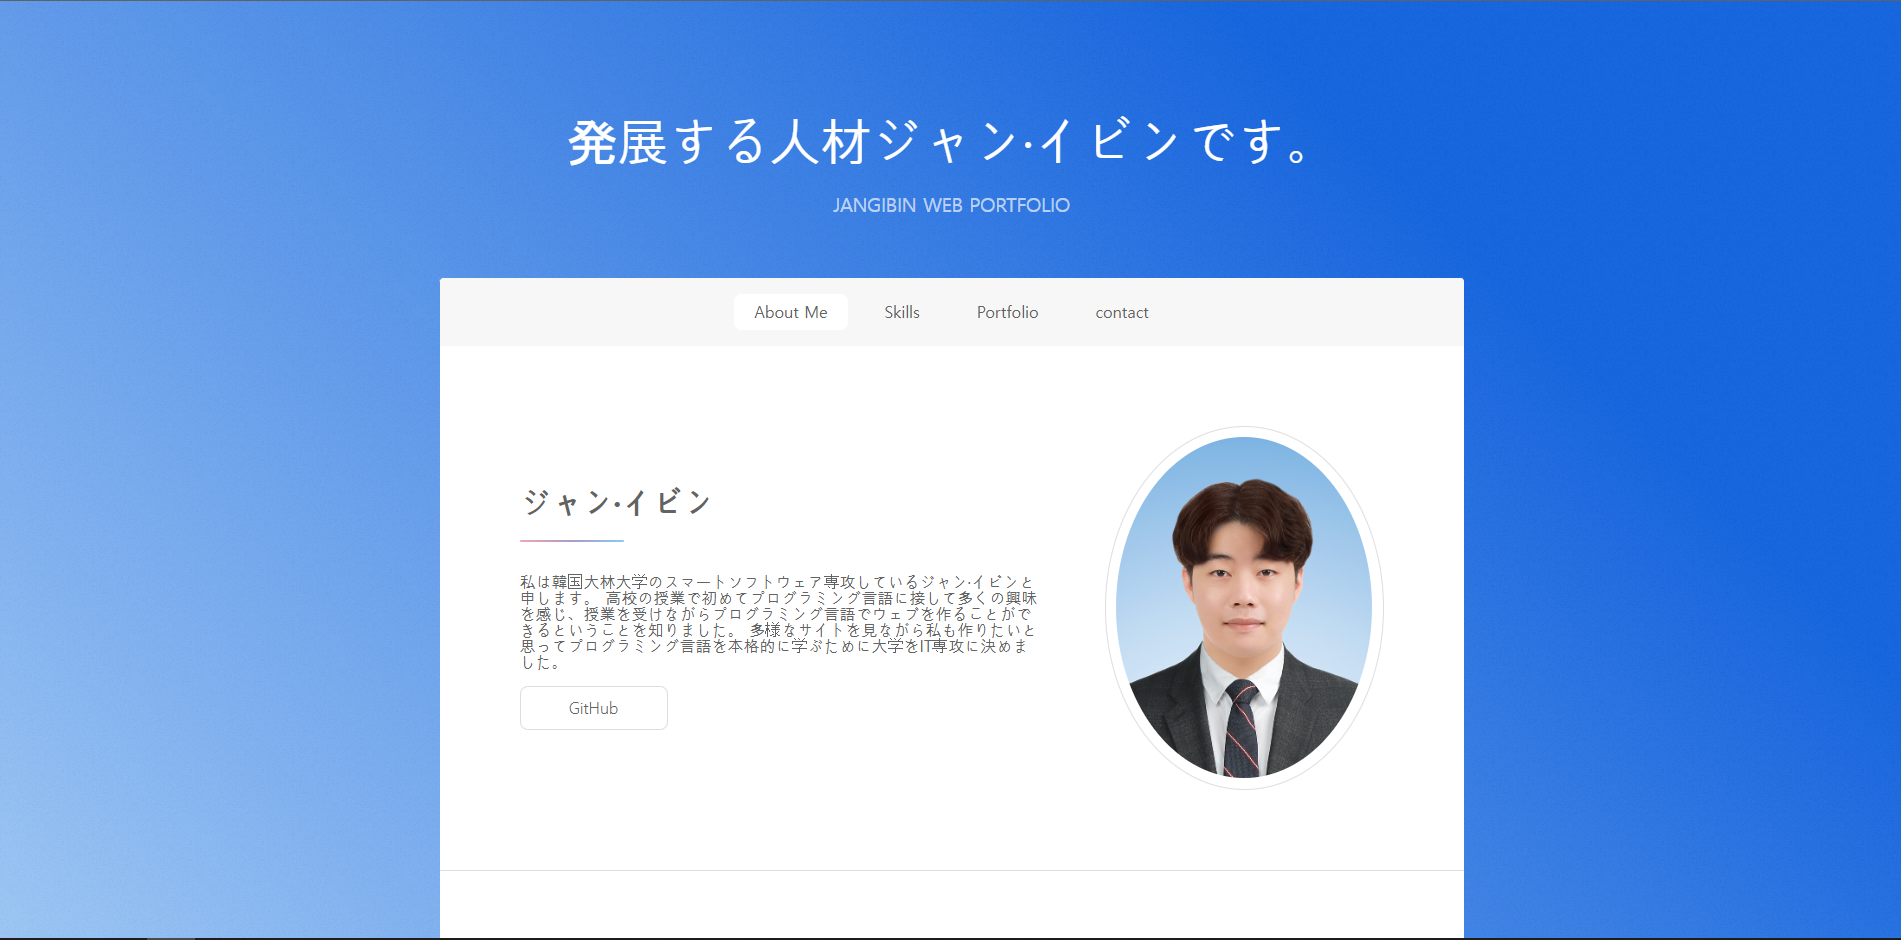 発展する人材ジャン·イビンです。
JANGIBIN WEB PORTFOLIO
About Me Skills Portfolio contact
ジャン·イビン
私は韓国大林大学のスマートソフトウェア専攻しているジャン·イビンと
申します。 高校の授業で初めてプログラミング言語に接して多くの興味
を感じ、授業を受けながらプログラミング言語でウェブを作ることがで
きるということを知りました。 多様なサイトを見ながら私も作りたいと
思ってプログラミング言語を本格的に学ぶために大学をIT専攻に決めま
した。
GitHub